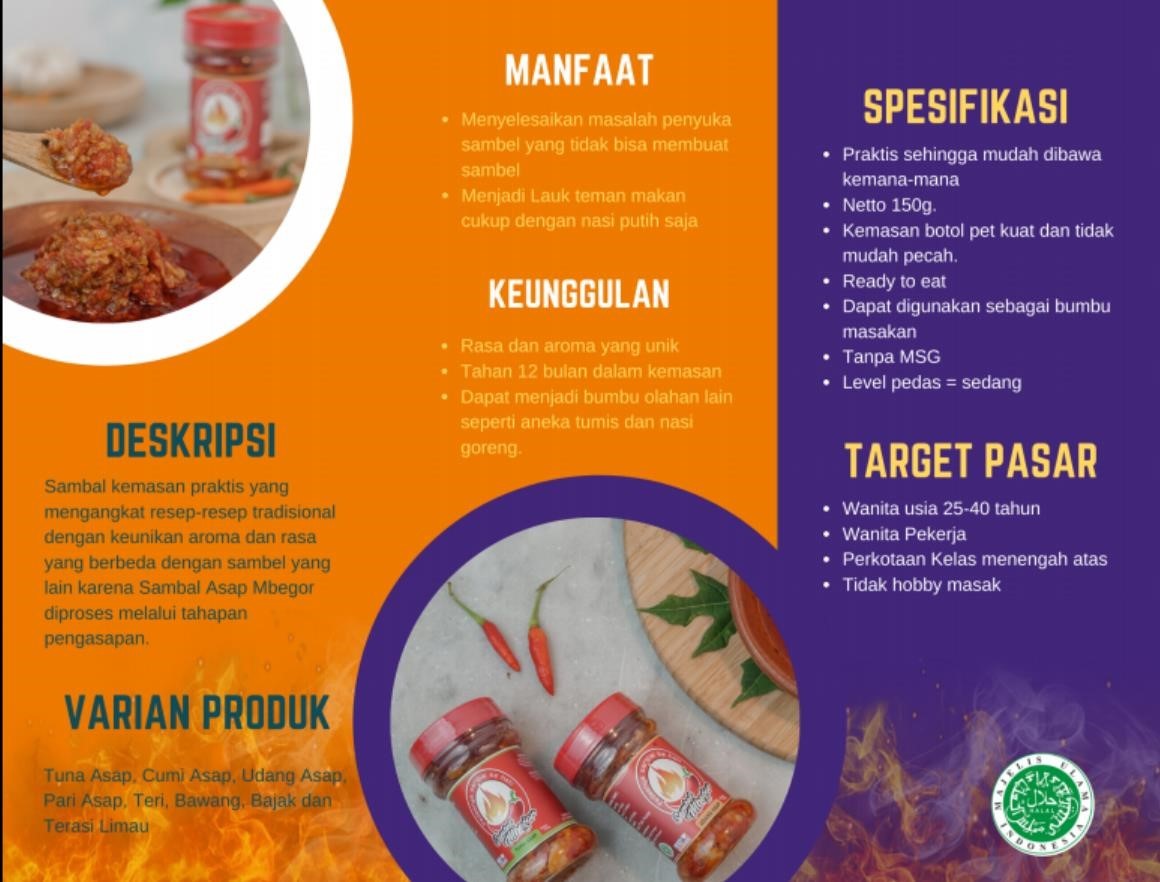 DESKRIPSI
Sambal kemasan praktis yang
mengangkat resep-resep tradisional
dengan keunikan aroma dan rasa
yang berbeda dengan sambel yang
lain karena Sambal Asap Mbegor
diproses melalui tahapan
pengasapan.
VARIAN PRODUK
Tuna Asap, Cumi Asap, Udang Asap,
Pari Asap, Teri, Bawang, Bajak dan
Terasi Limau
MANFAAT
• Menyelesaikan masalah penyuka
sambel yang tidak bisa membuat
sambel
• Menjadi Lauk teman makan
cukup dengan nasi putih saja
KEUNGGULAN
• Rasa dan aroma yang unik
• Tahan 12 bulan dalam kemasan
• Dapat menjadi bumbu olahan lain
seperti aneka tumis dan nasi
goreng.
SPESIFIKASI
• Praktis sehingga mudah dibawa
kemana-mana
• Netto 150g.
• Kemasan botol pet kuat dan tidak
mudah pecah.
• Ready to eat
• Dapat digunakan sebagai bumbu
masakan
• Tanpa MSG
• Level pedas = sedang
TARGET PASAR
• Wanita usia 25-40 tahun
• Wanita Pekerja
• Perkotaan Kelas menengah atas
• Tidak hobby masak
MAJELIS ULAMA
حلال
HALAL
INDONESIA